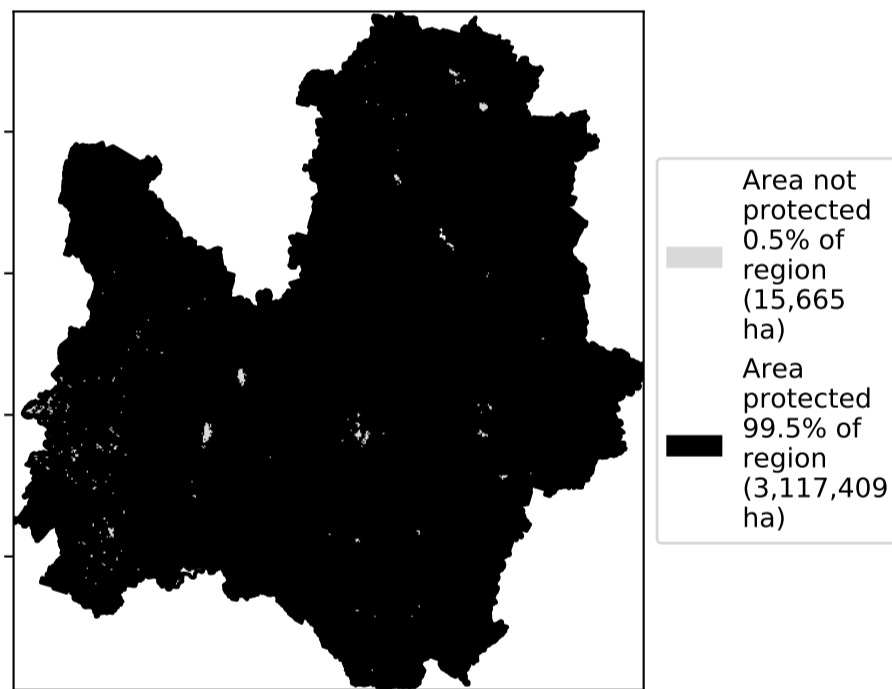 Area not
protected
0.5% of
region
(15,665
ha)
Area
protected
99.5% of
region
(3,117,409
ha)